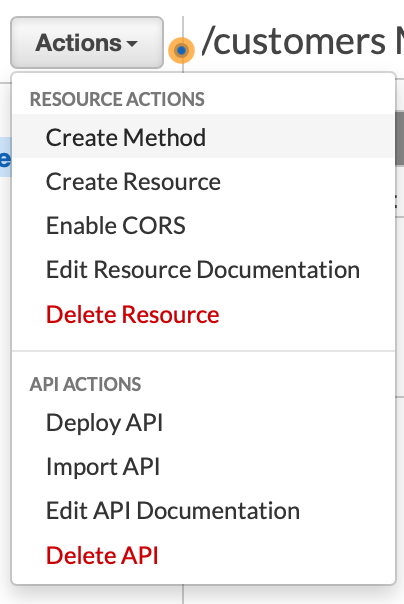 Actions
/customers
RESOURCE ACTIONS
Create Method
Create Resource
Enable CORS
Edit Resource Documentation
Delete Resource
API ACTIONS
Deploy API
Import API
Edit API Documentation
Delete API